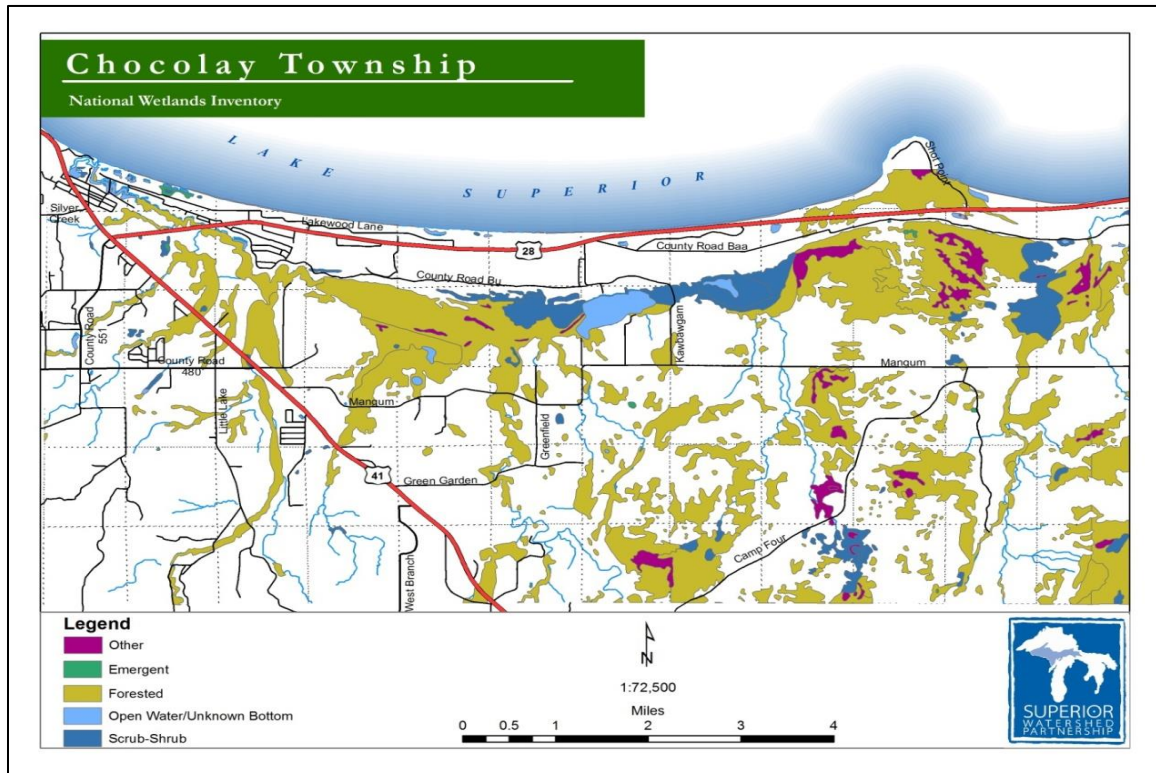 Chocolay Township
National Wetlands Inventory
LAKE
SUPERIOR
Shot Point
Silver
Creek
Lakewood Lane
28
County Road Baa
County Road Bu
County Road
551
County Road
480
Little Lake
Kawbawgam
Mangum
Mangum
Greenfield
41
Green Garden
West Branch
Camp Four
Legend
Other
Emergent
Forested
Open Water/Unknown Bottom
Scrub-Shrub
N
1:72,500
Miles
0 0.5 1 2 3 4
SUPERIOR
WATERSHED
PARTNERSHIP